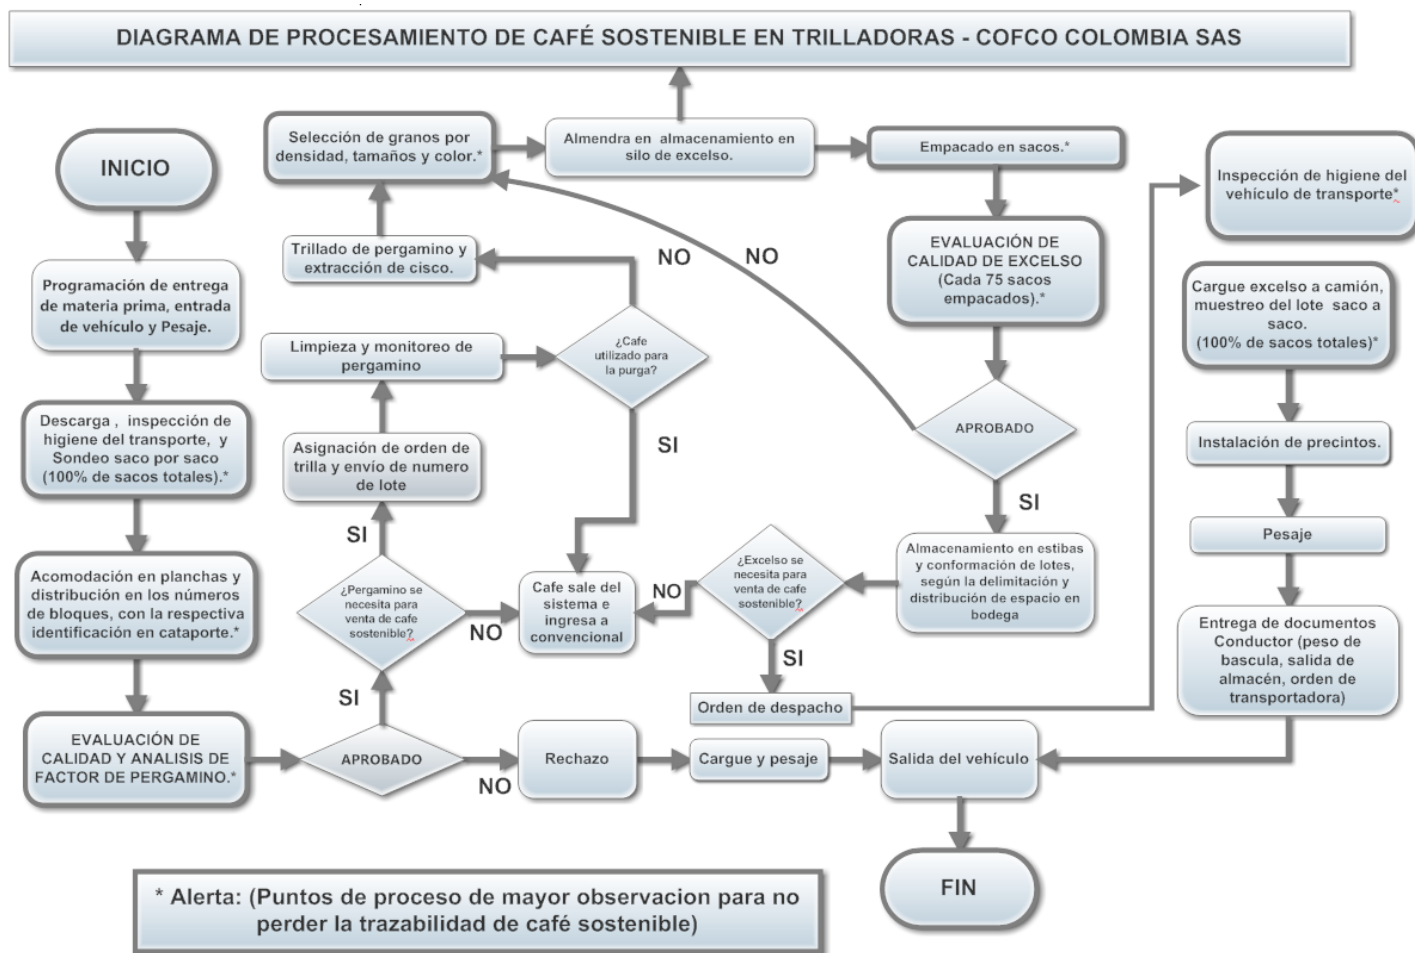 DIAGRAMA DE PROCESAMIENTO DE CAFÉ SOSTENIBLE EN TRILLADORAS - COFCO COLOMBIA SAS
INICIO
Programación de entrega
de materia prima, entrada
de vehículo y Pesaje.
Descarga , inspección de
higiene del transporte, y
Sondeo saco por saco
(100% de sacos totales).*
Acomodación en planchas y
distribución en los números
de bloques, con la respectiva
identificación en cataporte.*
EVALUACIÓN DE
CALIDAD Y ANALISIS DE
FACTOR DE PERGAMINO.*
APROBADO
SI
NO
¿Pergamino se
necesita para
venta de cafe
sostenible?
SI
NO
Asignación de orden de
trilla y envío de numero
de lote
Limpieza y monitoreo de
pergamino
¿Cafe
utilizado para
la purga?
NO
SI
Trillado de pergamino y
extracción de cisco.
Selección de granos por
densidad, tamaños y color.*
Almendra en almacenamiento en
silo de excelso.
Empacado en sacos.*
EVALUACIÓN DE
CALIDAD DE EXCELSO
(Cada 75 sacos
empacados).*
APROBADO
NO
SI
Almacenamiento en estibas
y conformación de lotes,
según la delimitación y
distribución de espacio en
bodega
¿Excelso se
necesita para
venta de cafe
sostenible?
NO
SI
Cafe sale del
sistema e
ingresa a
convencional
Orden de despacho
Inspección de higiene del
vehículo de transporte*
Cargue excelso a camión,
muestreo del lote saco a
saco.
(100% de sacos totales)*
Instalación de precintos.
Pesaje
Entrega de documentos
Conductor (peso de
bascula, salida de
almacén, orden de
transportadora)
Rechazo
Cargue y pesaje
Salida del vehículo
FIN
* Alerta: (Puntos de proceso de mayor observacion para no
perder la trazabilidad de café sostenible)